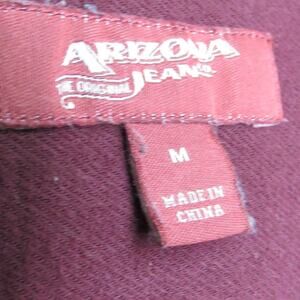 ARIZONA
THE ORIGINAL JEAN Co.
M
MADE IN
CHINA